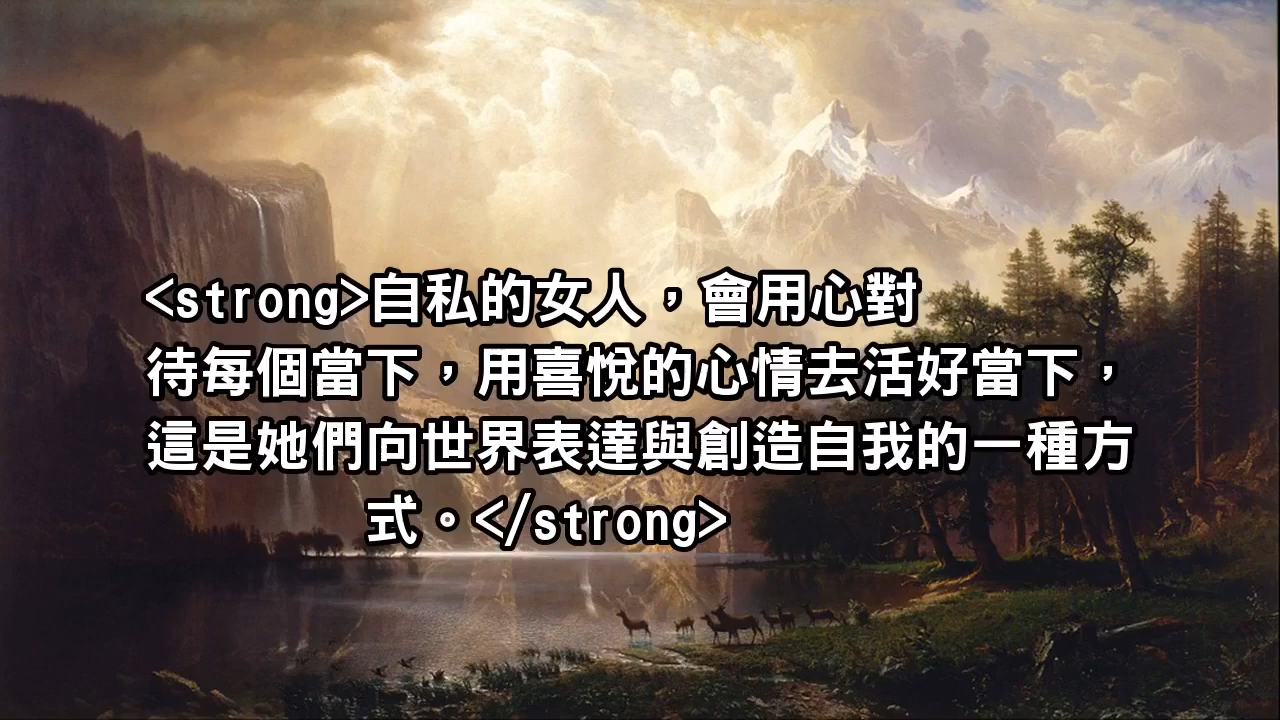 <strong>自私的女人，會用心對
待每個當下，用喜悅的心情去活好當下，
這是她們向世界表達與創造自我的一種方
式。</strong>